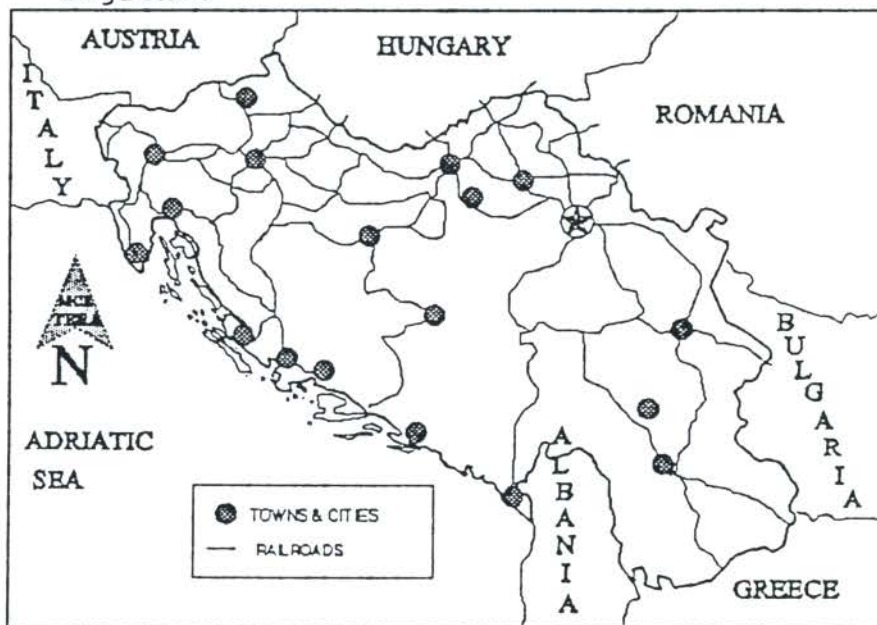 AUSTRIA
HUNGARY
ITALY
ROMANIA
N
ADRIATIC
SEA
BULGARIA
ALBANIA
GREECE
TOWNS & CITIES
RAILROADS